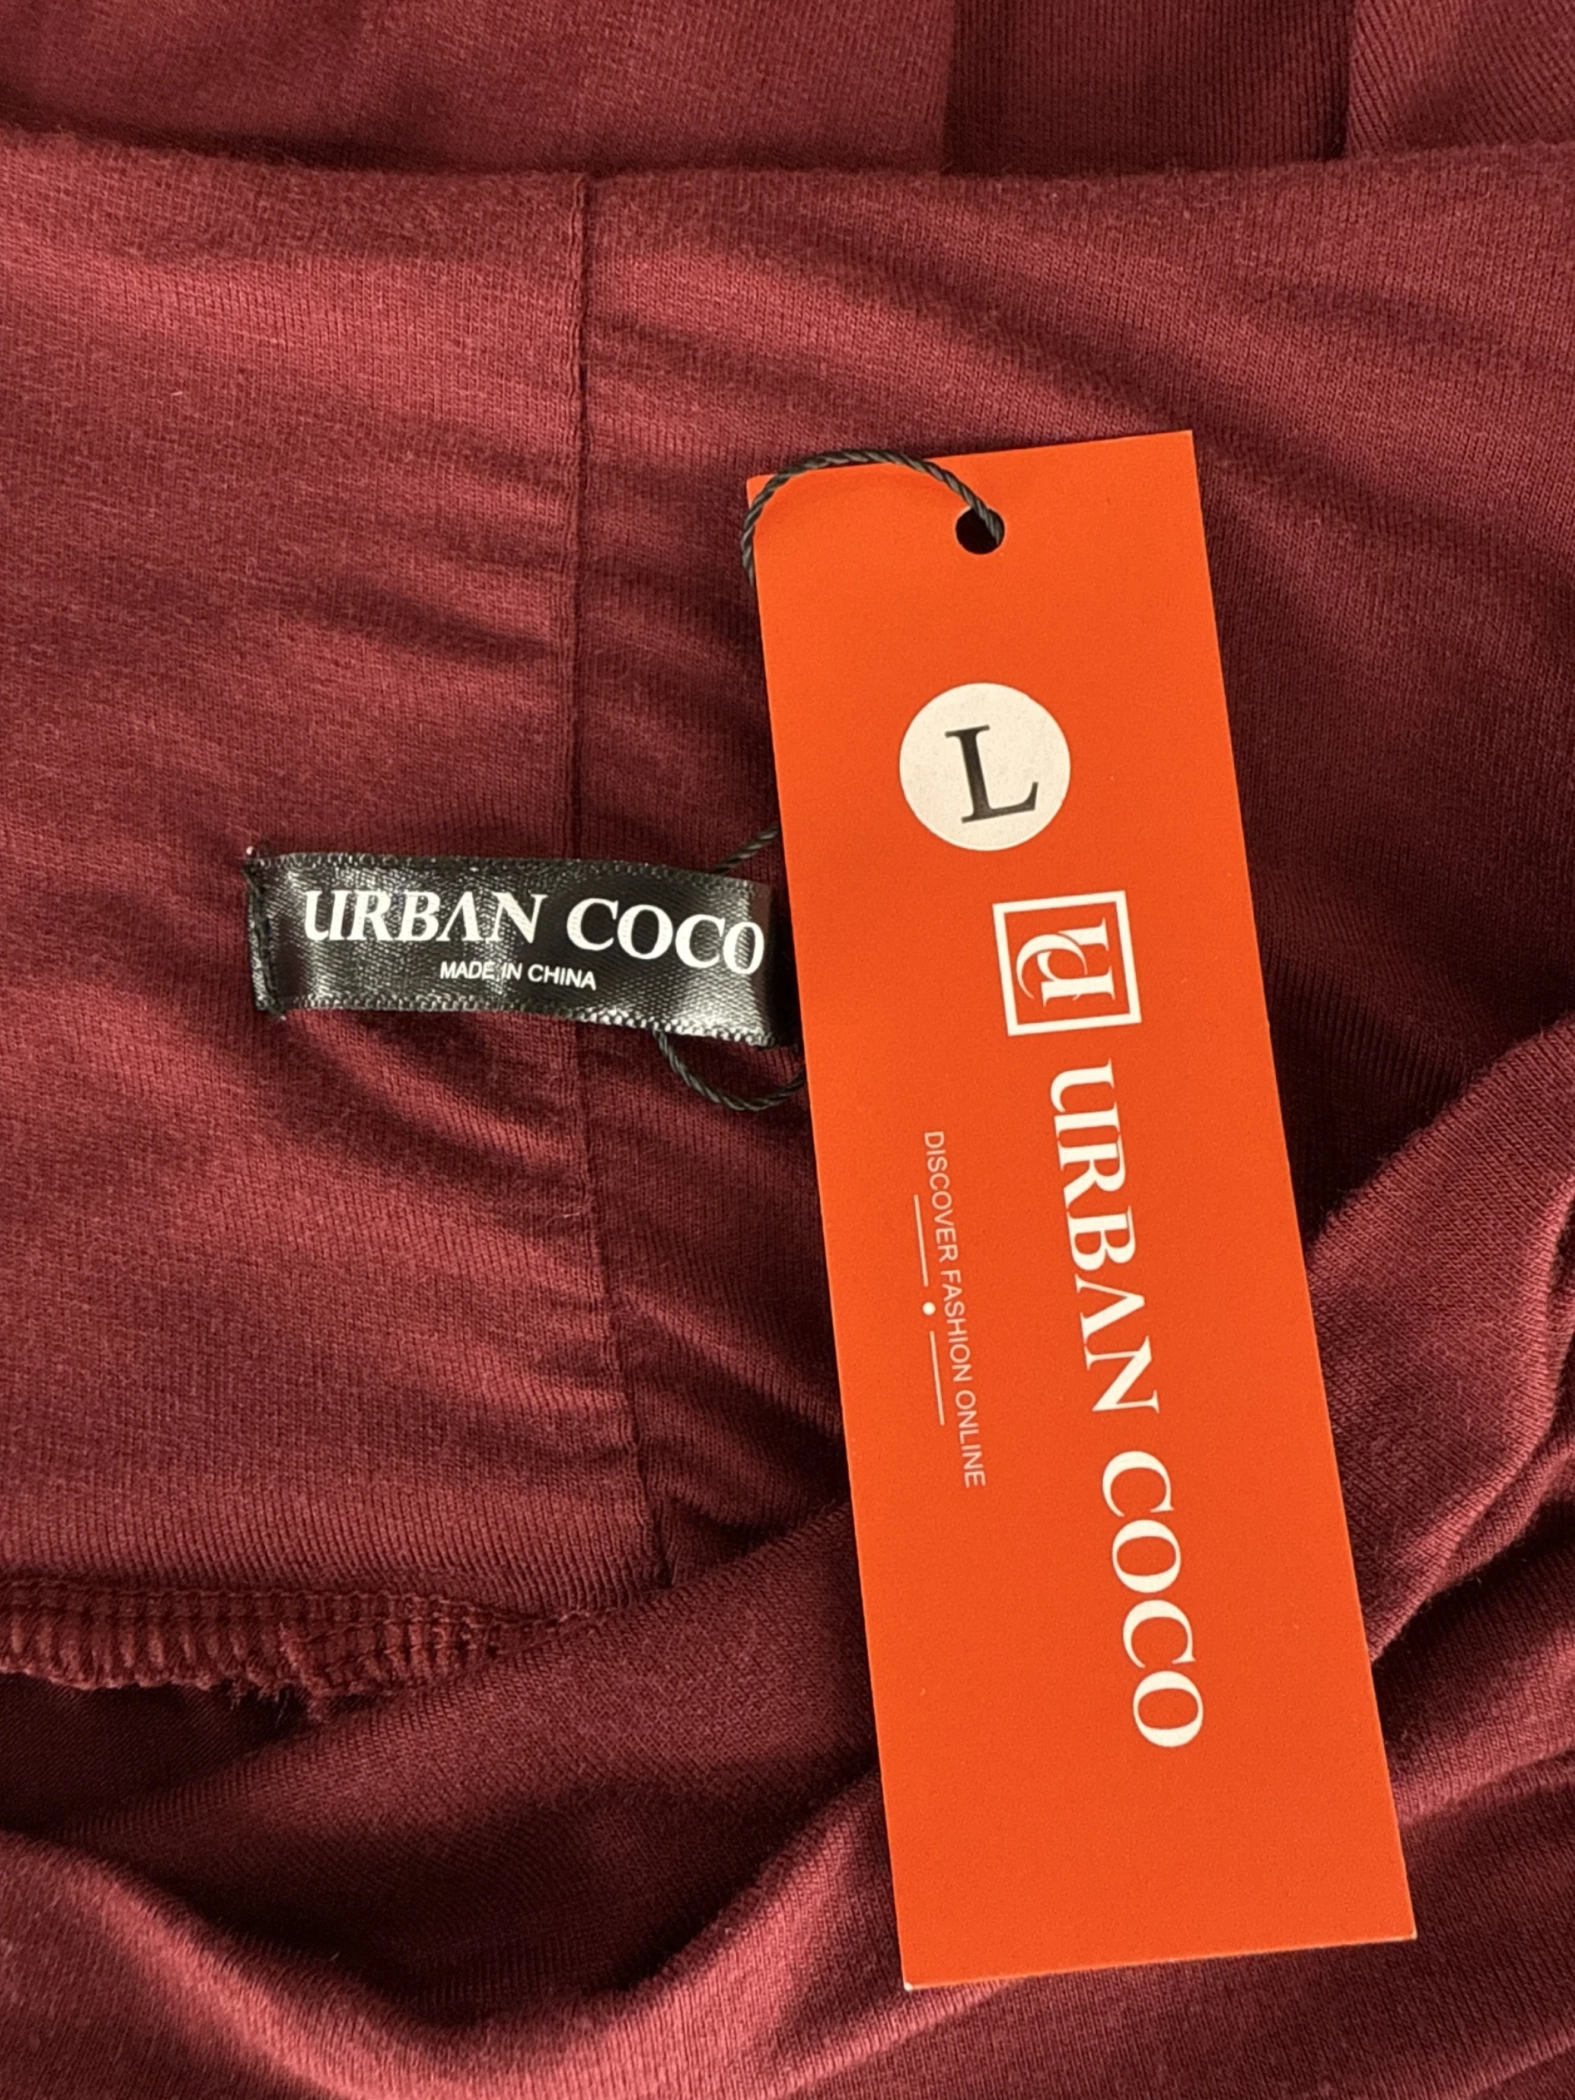 URBAN COCO
MADE IN CHINA
L
UC
URBAN COCO
DISCOVER FASHION ONLINE